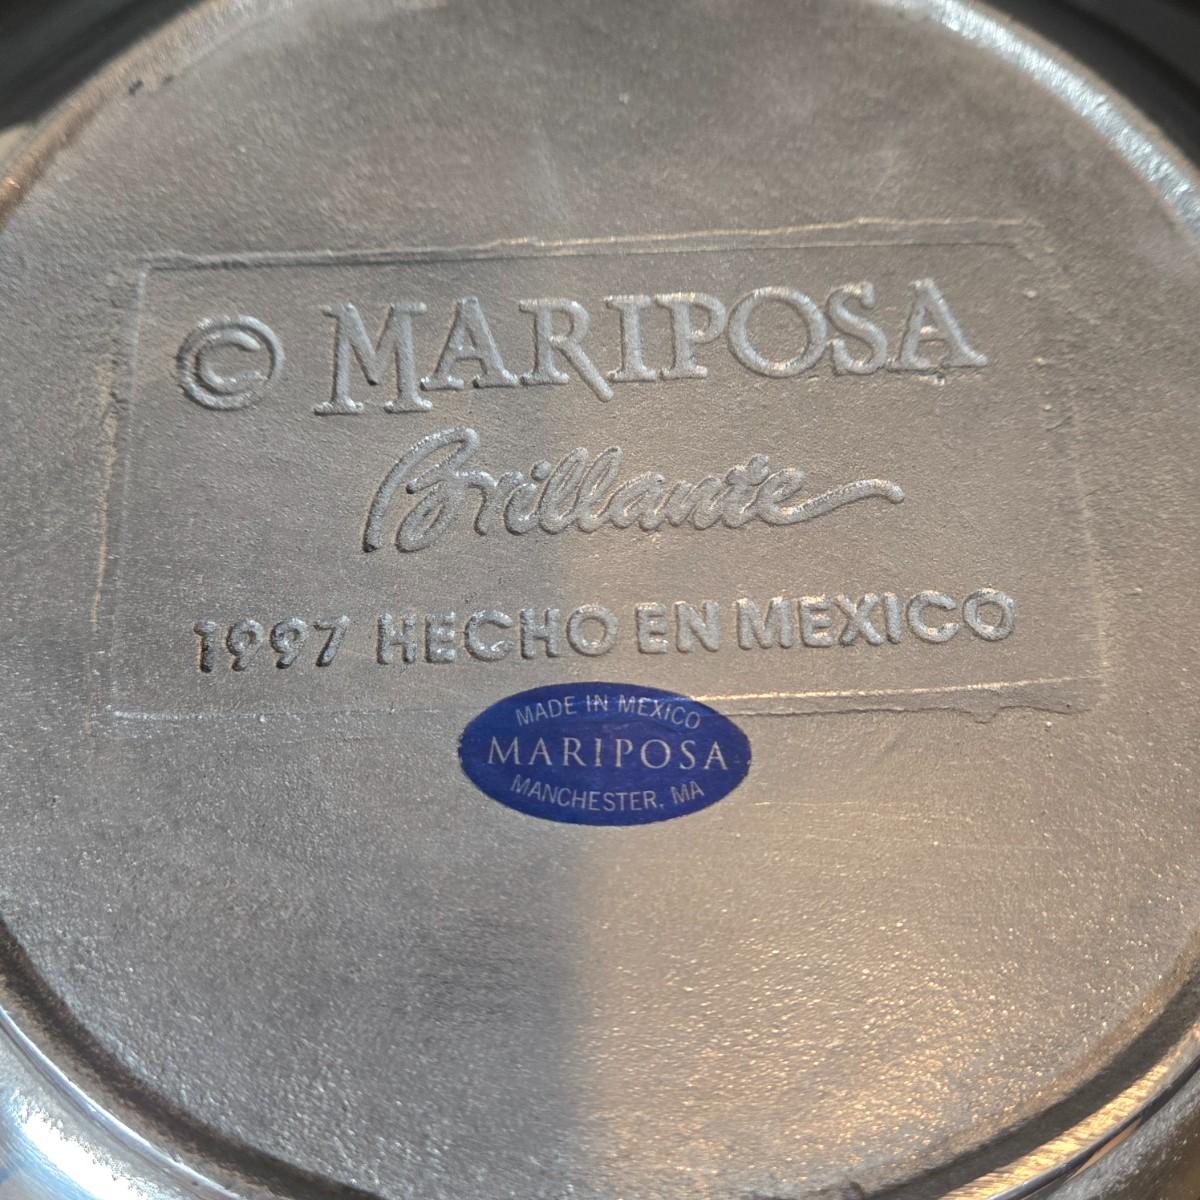 © MARIPOSA
Brillante
1997 HECHO EN MEXICO
MADE IN MEXICO
MARIPOSA
MANCHESTER, MA